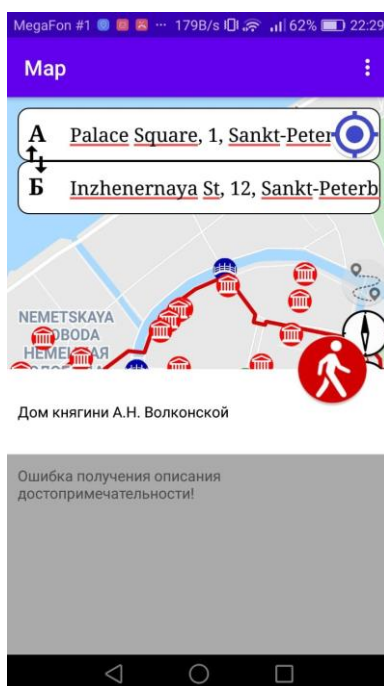 MegaFon #1 ... 179B/s 62% 22:29
Map
А Palace Square, 1, Sankt-Peter
Б Inzhenernaya St, 12, Sankt-Peterb
NEMETSKAYA
OBODA
НЕМЕЦКАЯ
Дом княгини А.Н. Волконской
Ошибка получения описания
достопримечательности!